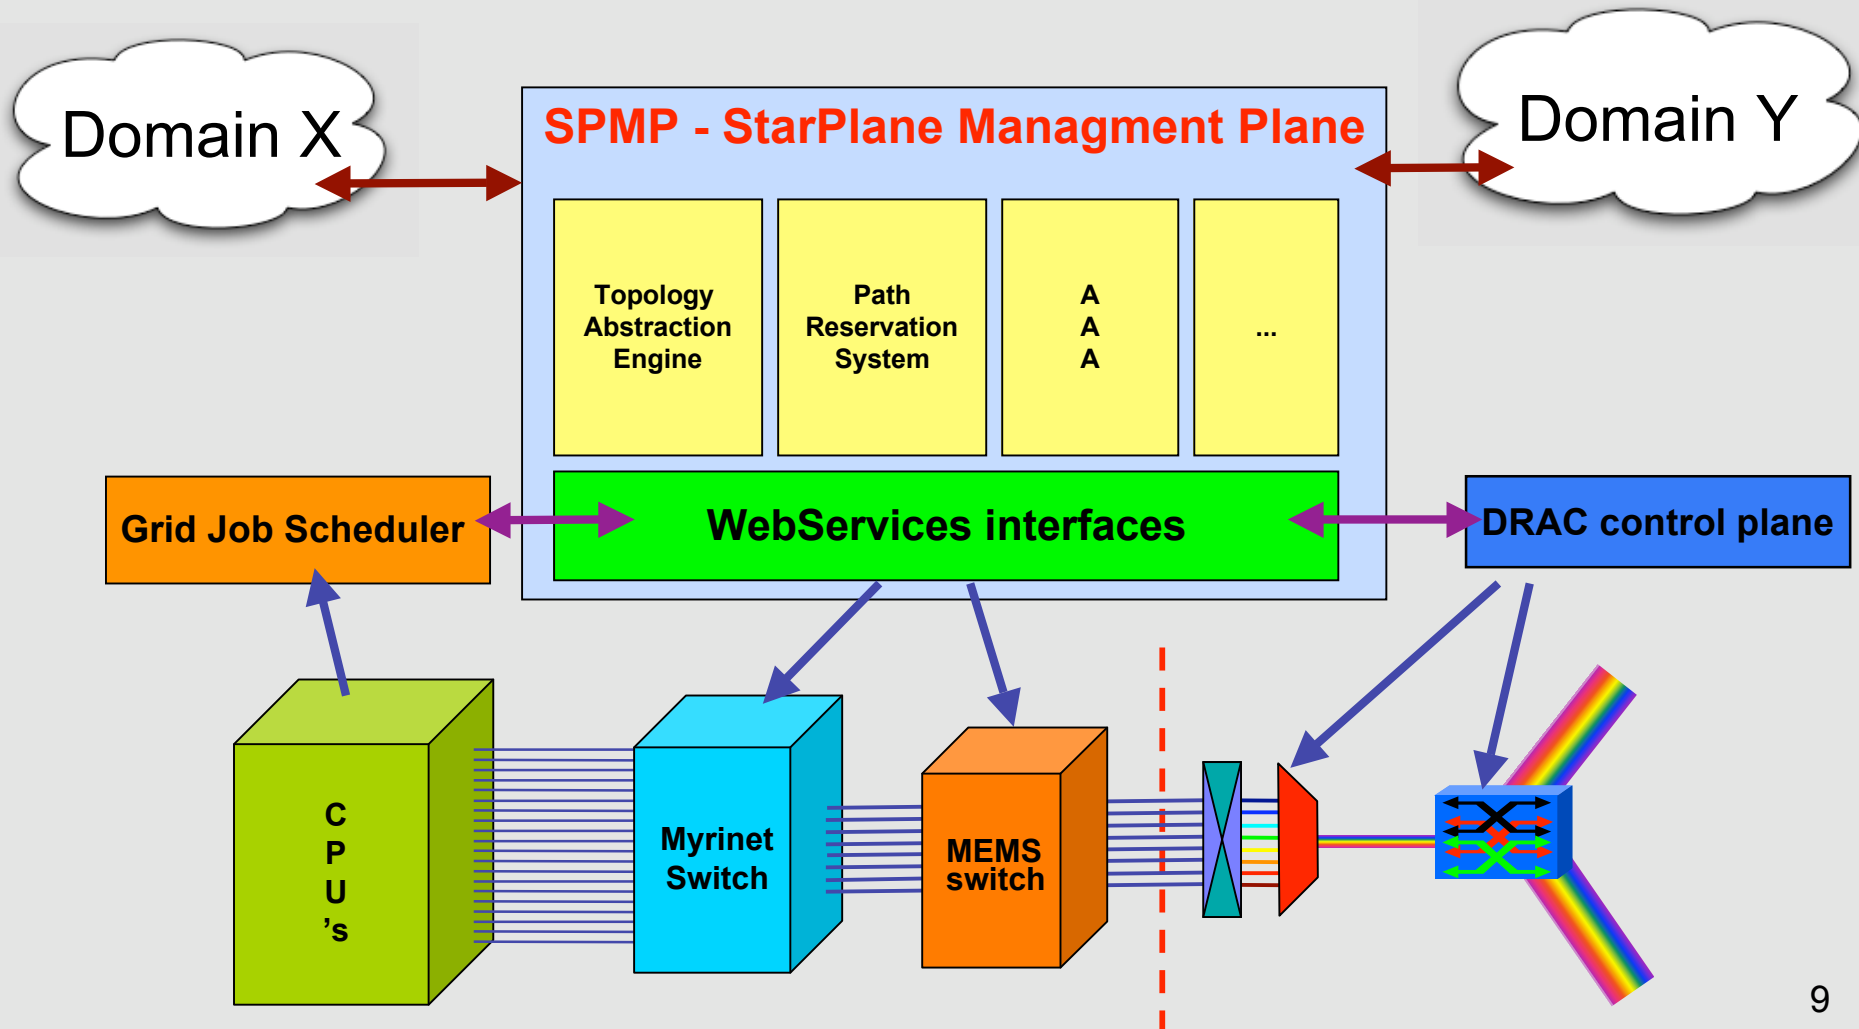 Domain X
SPMP - StarPlane Managment Plane
Domain Y
Topology
Abstraction
Engine
Path
Reservation
System
A
A
A
...
Grid Job Scheduler
WebServices interfaces
DRAC control plane
C
P
U
’s
Myrinet
Switch
MEMS
switch
9